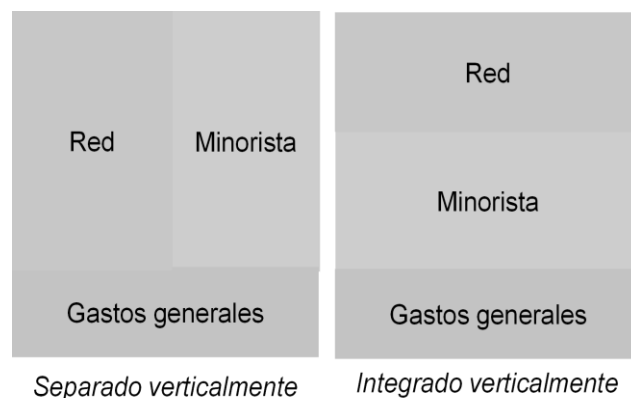 Red
Minorista
Gastos generales
Separado verticalmente
Red
Minorista
Gastos generales
Integrado verticalmente